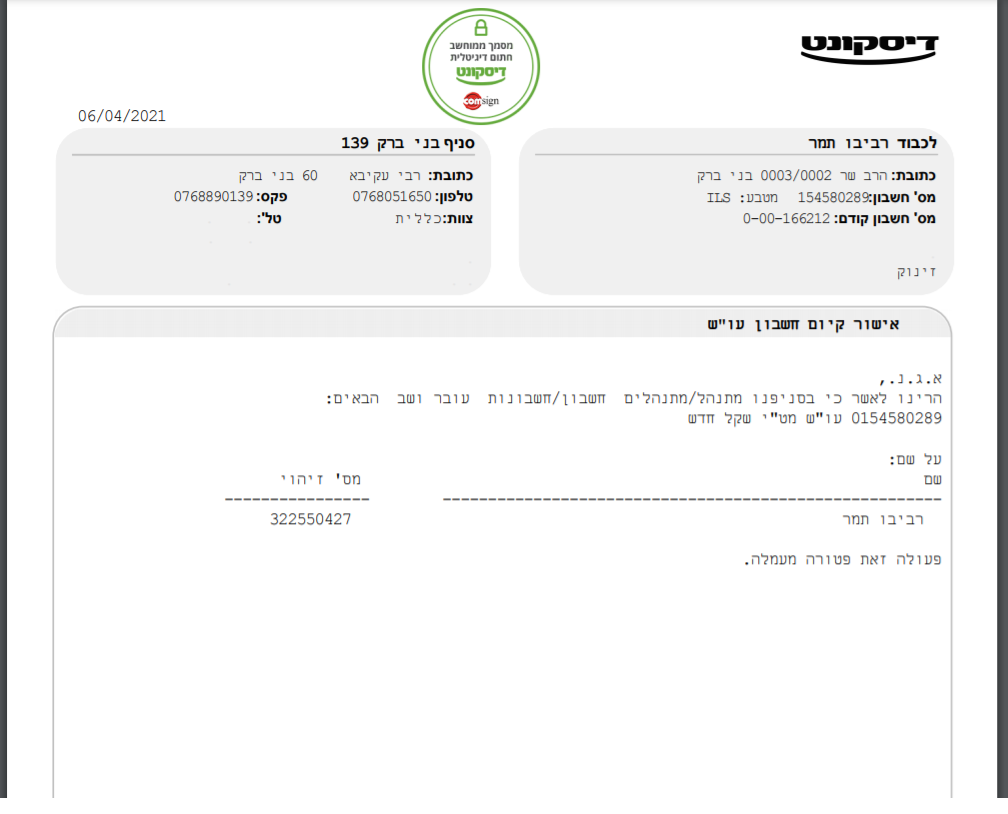 דיסקונט
מסמך ממוחשב
חתום דיגיטלית
דיסקונט
comsign
06/04/2021
לכבוד רביבו תמר
כתובת: הרב שר 0003/0002 בני ברק
מס' חשבון: 154580289 מטבע: ILS
מס' חשבון קודם: 0-00-166212
דינוק
סניף בני ברק 139
כתובת: רבי עקיבא 60 בני ברק
טלפון: 0768051650 פקס: 0768890139
צוות: כללית טל':
אישור קיום חשבון עו"ש
א.ג.נ.,
הרינו לאשר כי בסניפנו מתנהל/מתנהלים חשבון/חשבונות עובר ושב הבאים:
0154580289 עו"ש מט"י שקל חדש
על שם:
שם מס' זיהוי
רביבו תמר 322550427
פעולה זאת פטורה מעמלה.